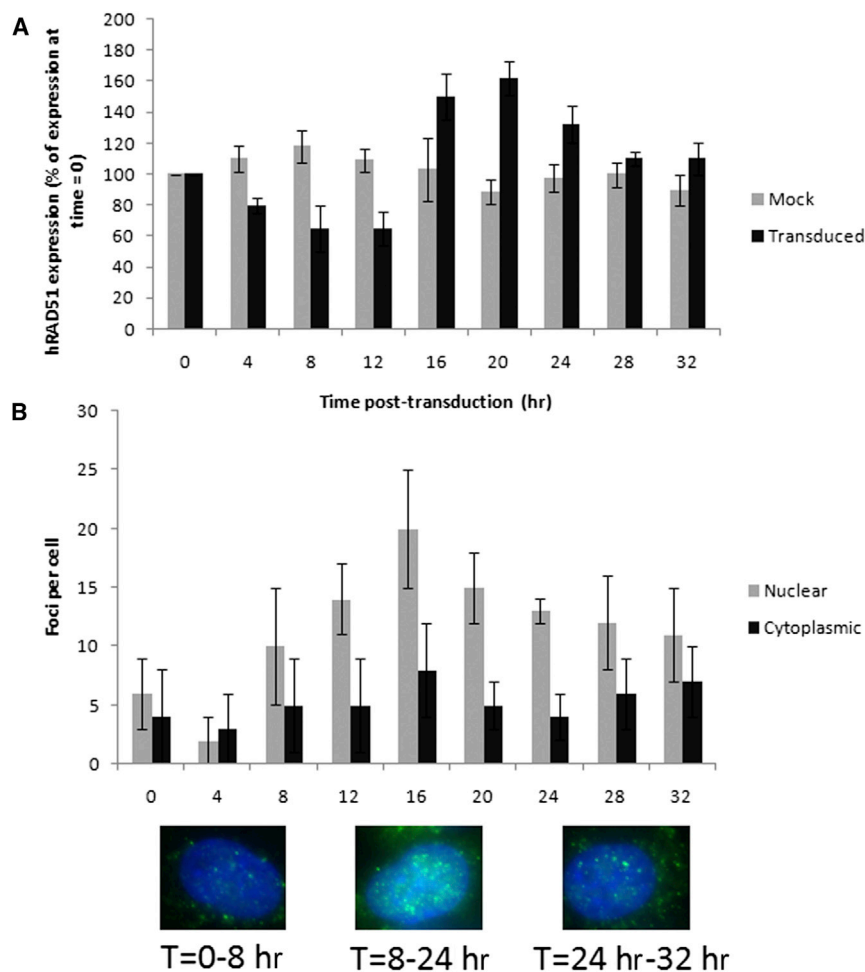 A
hRAD51 expression (% of expression at
time = 0)
200
180
160
140
120
100
80
60
40
20
0
0 4 8 12 16 20 24 28 32
Time post-transduction (hr)
Mock
Transduced
B
Foci per cell
30
25
20
15
10
5
0
0 4 8 12 16 20 24 28 32
Nuclear
Cytoplasmic
T=0-8 hr T=8-24 hr T=24 hr-32 hr